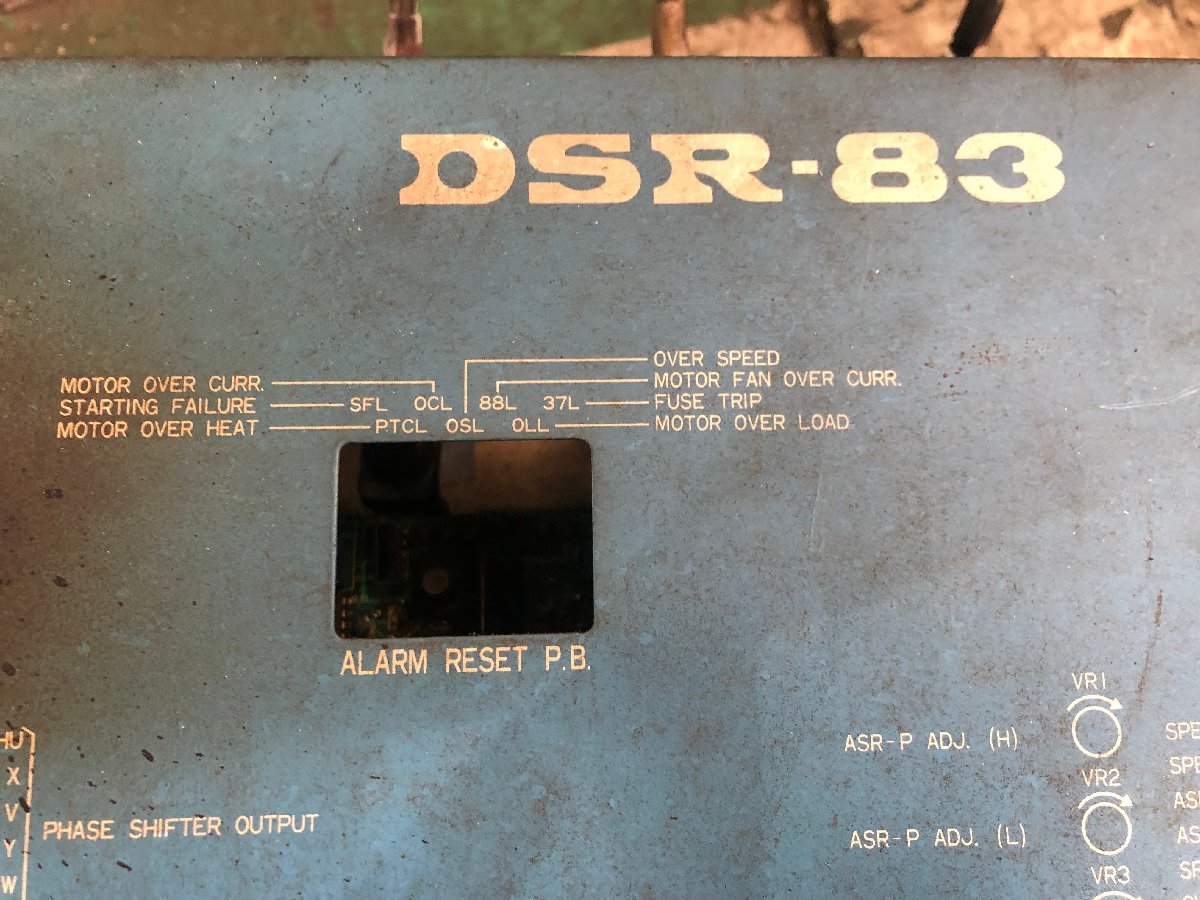 DSR-83
OVER SPEED
MOTOR OVER CURR. MOTOR FAN OVER CURR.
STARTING FAILURE SFL OCL 88L 37L FUSE TRIP
MOTOR OVER HEAT PTCL OSL OLL MOTOR OVER LOAD
ALARM RESET P.B.
VR1
ASR-P ADJ. (H)
X
VR2
V
PHASE SHIFTER OUTPUT
ASR-P ADJ. (L)
Y
VR3
W